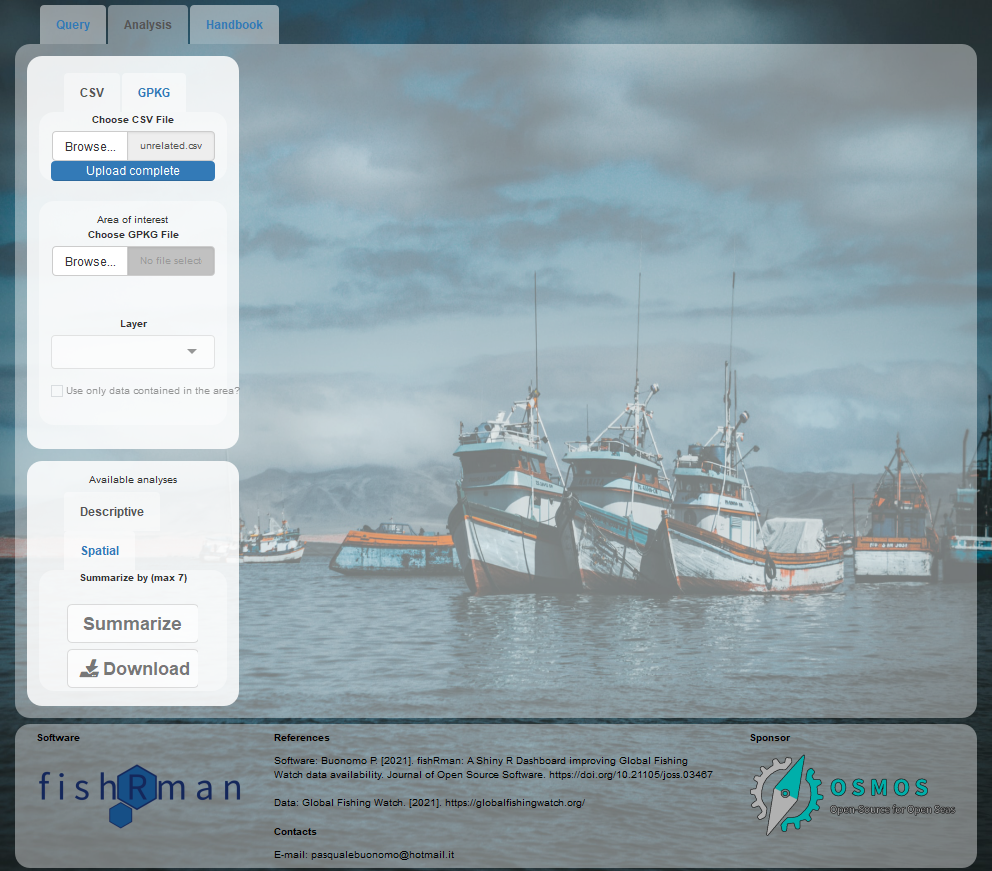 Query Analysis Handbook
CSV GPKG
Choose CSV File
Browse... unrelated.csv
Upload complete
Area of interest
Choose GPKG File
Browse... No file select
Layer
Use only data contained in the area?
Available analyses
Descriptive
Spatial
Summarize by (max 7)
Summarize
Download
Software
fishRman
References
Software: Buonomo P. [2021]. fishRman: A Shiny R Dashboard improving Global Fishing
Watch data availability. Journal of Open Source Software. https://doi.org/10.21105/joss.03467
Data: Global Fishing Watch. [2021]. https://globalfishingwatch.org/
Contacts
E-mail: pasqualebuonomo@hotmail.it
Sponsor
OSMOS
Open-Source for Open Seas